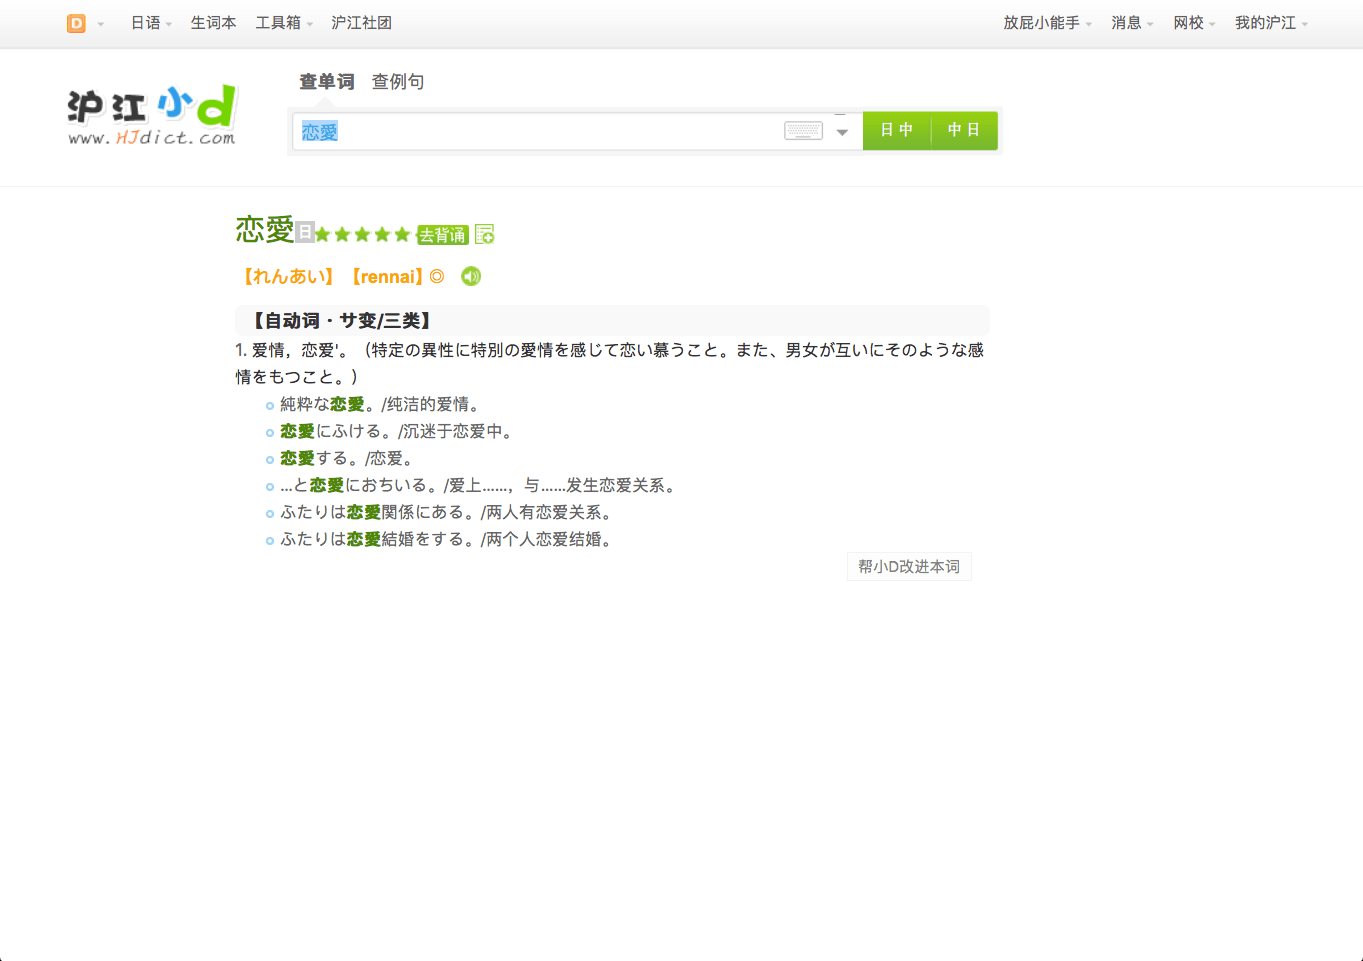 D 日语 生词本 工具箱 沪江社团 放屁小能手 消息 网校 我的沪江
沪江小d
www.HJdict.com
查单词 查例句
恋愛 日中 中日
恋愛 日 去背诵
【れんあい】 【rennai】◎
【自动词・サ变/三类】
1. 爱情，恋爱'。（特定の異性に特別の愛情を感じて恋い慕うこと。また、男女が互いにそのような感
情をもつこと。）
純粋な恋愛。/纯洁的爱情。
恋愛にふける。/沉迷于恋爱中。
恋愛する。/恋爱。
…と恋愛におちいる。/爱上……，与……发生恋爱关系。
ふたりは恋愛関係にある。/两人有恋爱关系。
ふたりは恋愛結婚をする。/两个人恋爱结婚。
帮小D改进本词